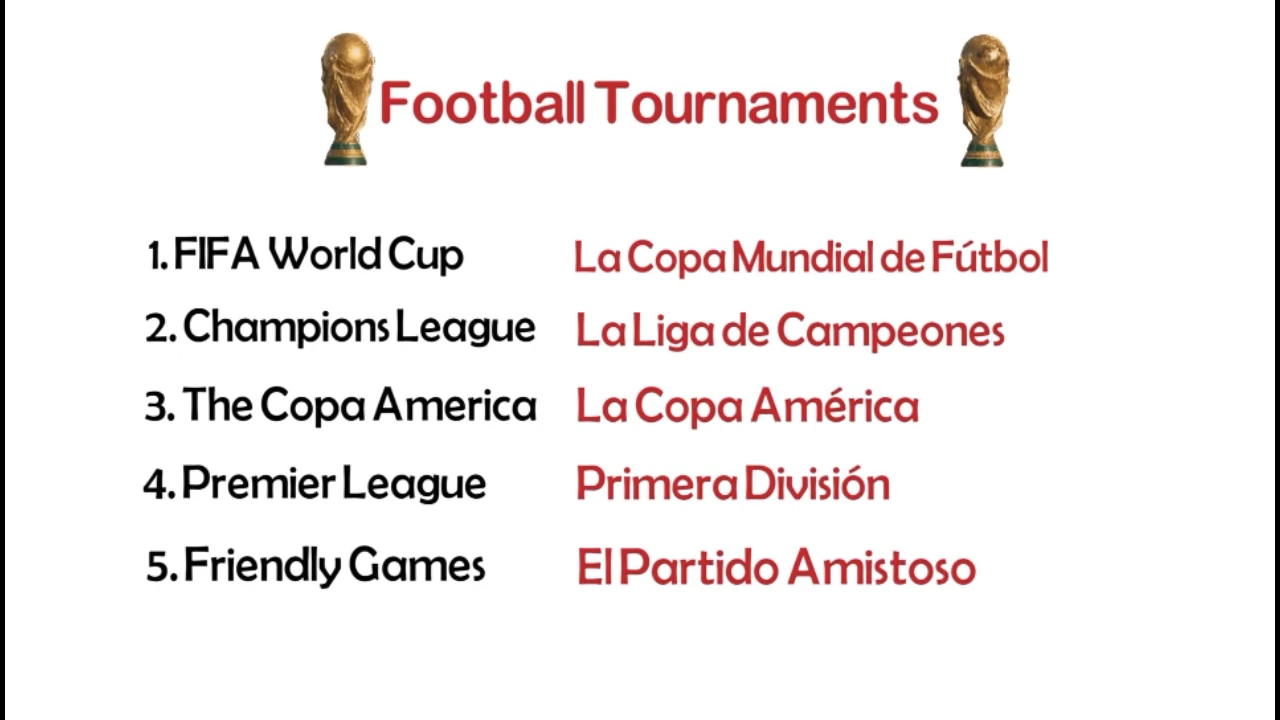 Football Tournaments
1. FIFA World Cup La Copa Mundial de Fútbol
2. Champions League La Liga de Campeones
3. The Copa America La Copa América
4. Premier League Primera División
5. Friendly Games El Partido Amistoso